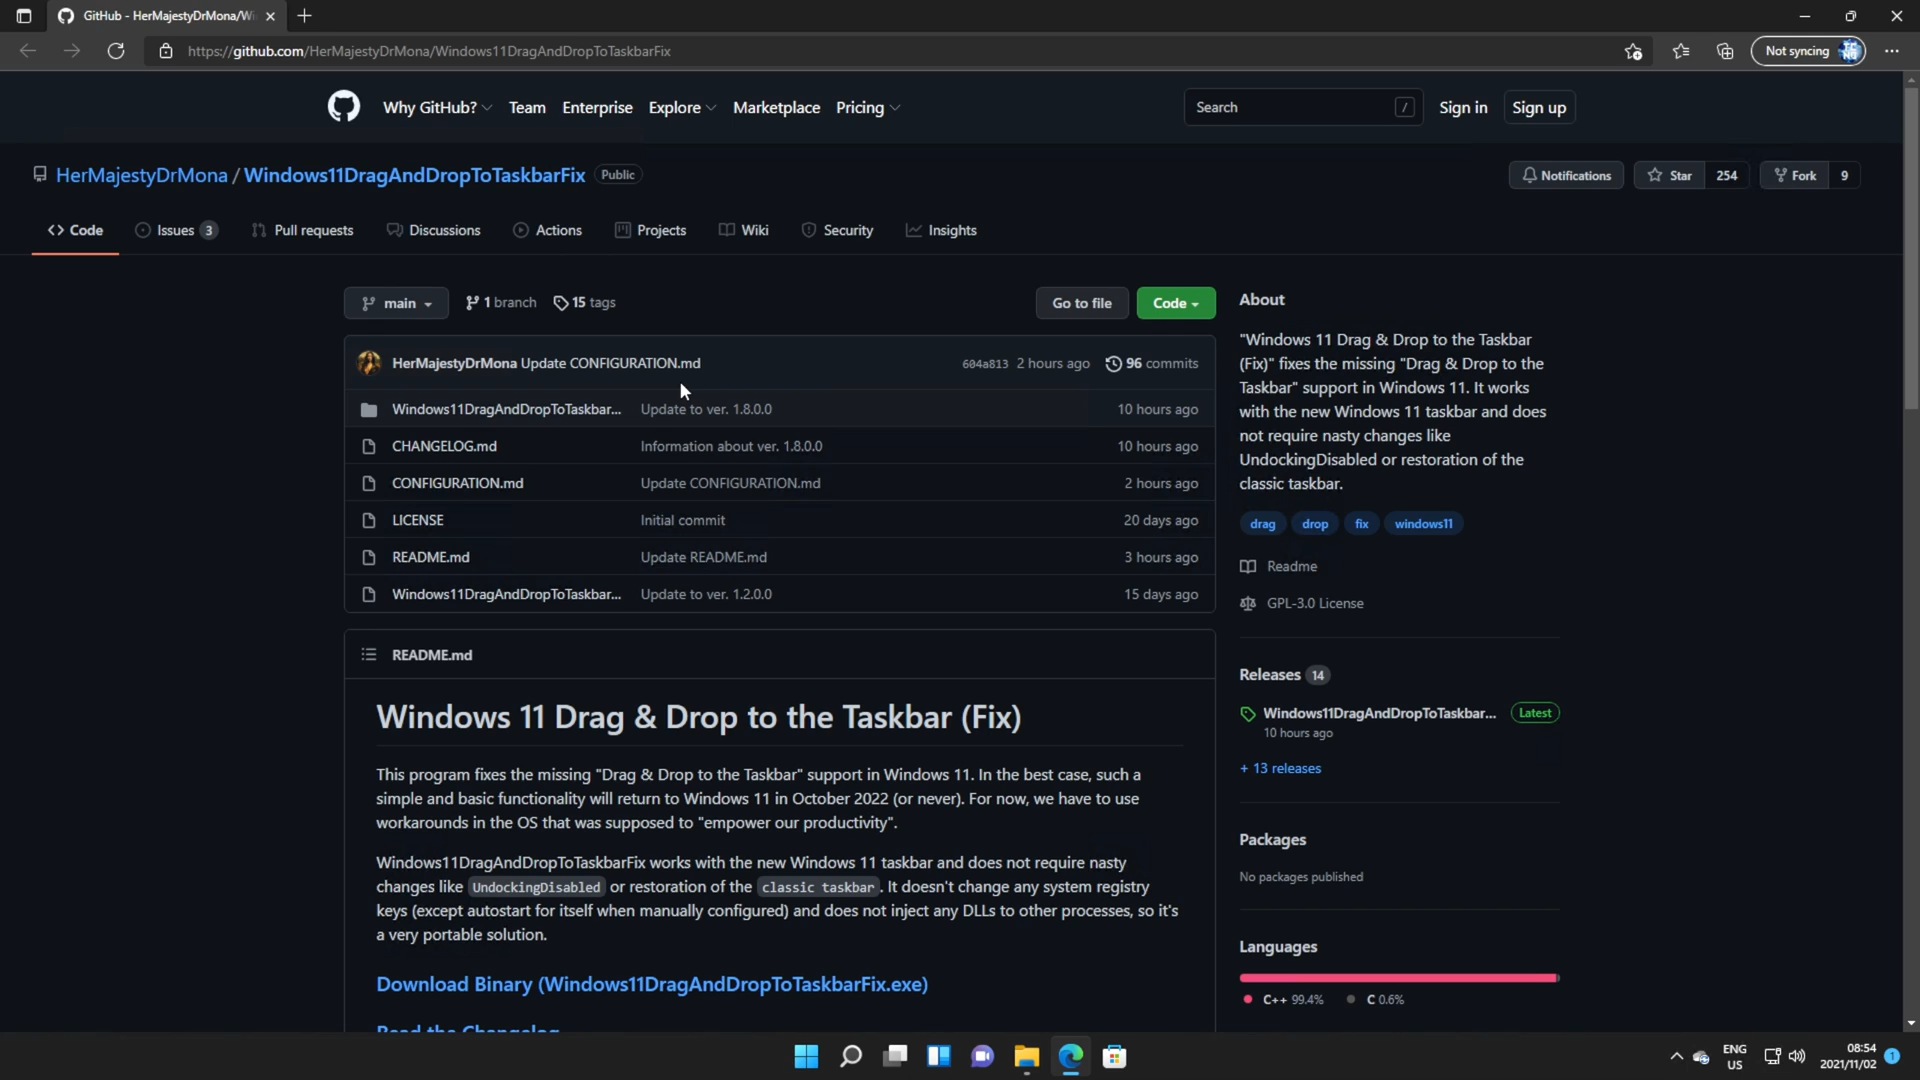 GitHub - HerMajestyDrMona/Wi
https://github.com/HerMajestyDrMona/Windows11DragAndDropToTaskbarFix
Not syncing
Why GitHub?
Team
Enterprise
Explore
Marketplace
Pricing
Search
/
Sign in
Sign up
HerMajestyDrMona / Windows11DragAndDropToTaskbarFix
Public
Notifications
Star
254
Fork
9
<> Code
Issues 3
Pull requests
Discussions
Actions
Projects
Wiki
Security
Insights
main
1 branch
15 tags
Go to file
Code
HerMajestyDrMona Update CONFIGURATION.md
604a813 2 hours ago
96 commits
Windows11DragAndDropToTaskbar...
Update to ver. 1.8.0.0
10 hours ago
CHANGELOG.md
Information about ver. 1.8.0.0
10 hours ago
CONFIGURATION.md
Update CONFIGURATION.md
2 hours ago
LICENSE
Initial commit
20 days ago
README.md
Update README.md
3 hours ago
Windows11DragAndDropToTaskbar...
Update to ver. 1.2.0.0
15 days ago
README.md
Windows 11 Drag & Drop to the Taskbar (Fix)
This program fixes the missing "Drag & Drop to the Taskbar" support in Windows 11. In the best case, such a
simple and basic functionality will return to Windows 11 in October 2022 (or never). For now, we have to use
workarounds in the OS that was supposed to "empower our productivity".
Windows11DragAndDropToTaskbarFix works with the new Windows 11 taskbar and does not require nasty
changes like UndockingDisabled or restoration of the classic taskbar. It doesn't change any system registry
keys (except autostart for itself when manually configured) and does not inject any DLLs to other processes, so it's
a very portable solution.
Download Binary (Windows11DragAndDropToTaskbarFix.exe)
Read the Changelog
About
"Windows 11 Drag & Drop to the Taskbar
(Fix)" fixes the missing "Drag & Drop to the
Taskbar" support in Windows 11. It works
with the new Windows 11 taskbar and does
not require nasty changes like
UndockingDisabled or restoration of the
classic taskbar.
drag
drop
fix
windows11
Readme
GPL-3.0 License
Releases 14
Windows11DragAndDropToTaskbar...
Latest
10 hours ago
+ 13 releases
Packages
No packages published
Languages
C++ 99.4%
C 0.6%
ENG
US
08:54
2021/11/02
1